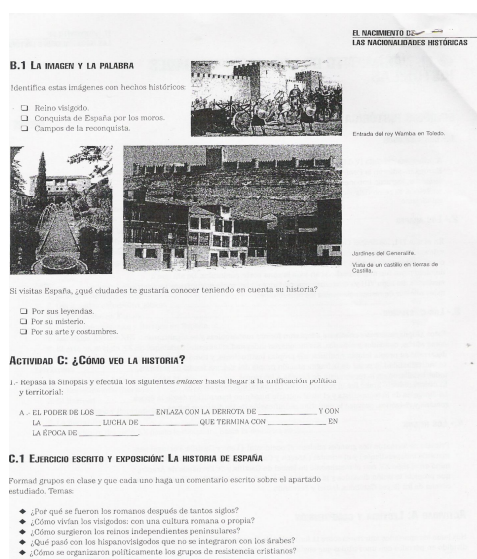 EL NACIMIENTO DE
LAS NACIONALIDADES HISTÓRICAS
B.1 LA IMAGEN Y LA PALABRA
Identifica estas imágenes con hechos históricos:
❑ Reino visigodo.
❑ Conquista de España por los moros.
❑ Campos de la reconquista.
Entrada del rey Wamba en Toledo.
Jardines del Generalife.
Vista de un castillo en tierras de
Castilla.
Si visitas España, ¿qué ciudades te gustaría conocer teniendo en cuenta su historia?
❑ Por sus leyendas.
❑ Por su misterio.
❑ Por su arte y costumbres.
ACTIVIDAD C: ¿CÓMO VEO LA HISTORIA?
1.- Repasa la Sinopsis y efectúa los siguientes enlaces hasta llegar a la unificación política
y territorial:
A .- EL PODER DE LOS ____________ ENLAZA CON LA DERROTA DE ____________ Y CON
LA ____________ LUCHA DE ____________ QUE TERMINA CON ____________ EN
LA ÉPOCA DE ____________.
C.1 EJERCICIO ESCRITO Y EXPOSICIÓN: LA HISTORIA DE ESPAÑA
Formad grupos en clase y que cada uno haga un comentario escrito sobre el apartado
estudiado. Temas:
◆ ¿Por qué se fueron los romanos después de tantos siglos?
◆ ¿Cómo vivían los visigodos: con una cultura romana o propia?
◆ ¿Cómo surgieron los reinos independientes peninsulares?
◆ ¿Qué pasó con los hispanovisigodos que no se integraron con los árabes?
◆ ¿Cómo se organizaron políticamente los grupos de resistencia cristianos?